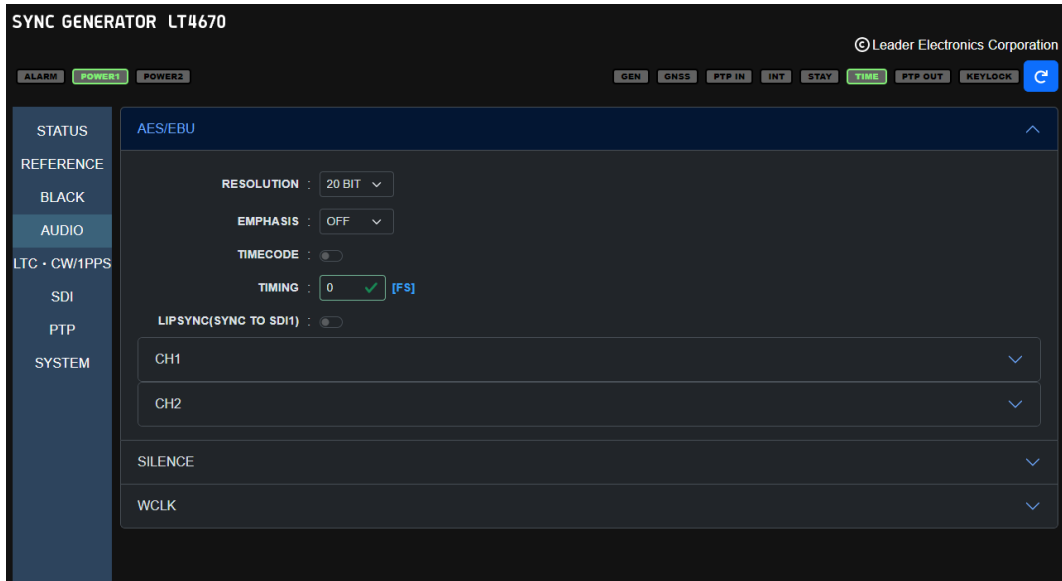 SYNC GENERATOR LT4670
©Leader Electronics Corporation
ALARM POWER1 POWER2 GEN GNSS PTP IN INT STAY TIME PTP OUT KEYLOCK
STATUS
REFERENCE
BLACK
AUDIO
LTC・CW/1PPS
SDI
PTP
SYSTEM
AES/EBU
RESOLUTION : 20 BIT
EMPHASIS : OFF
TIMECODE :
TIMING : 0 [FS]
LIPSYNC(SYNC TO SDI1) :
CH1
CH2
SILENCE
WCLK